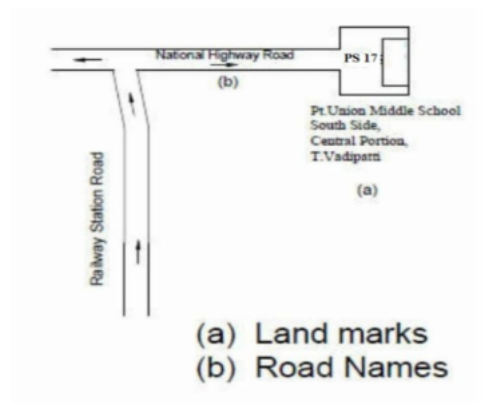 National Highway Road
(b)
PS 17
Pt.Union Middle School
South Side,
Central Portion,
T.Vadipatti
(a)
Railway Station Road
(a) Land marks
(b) Road Names